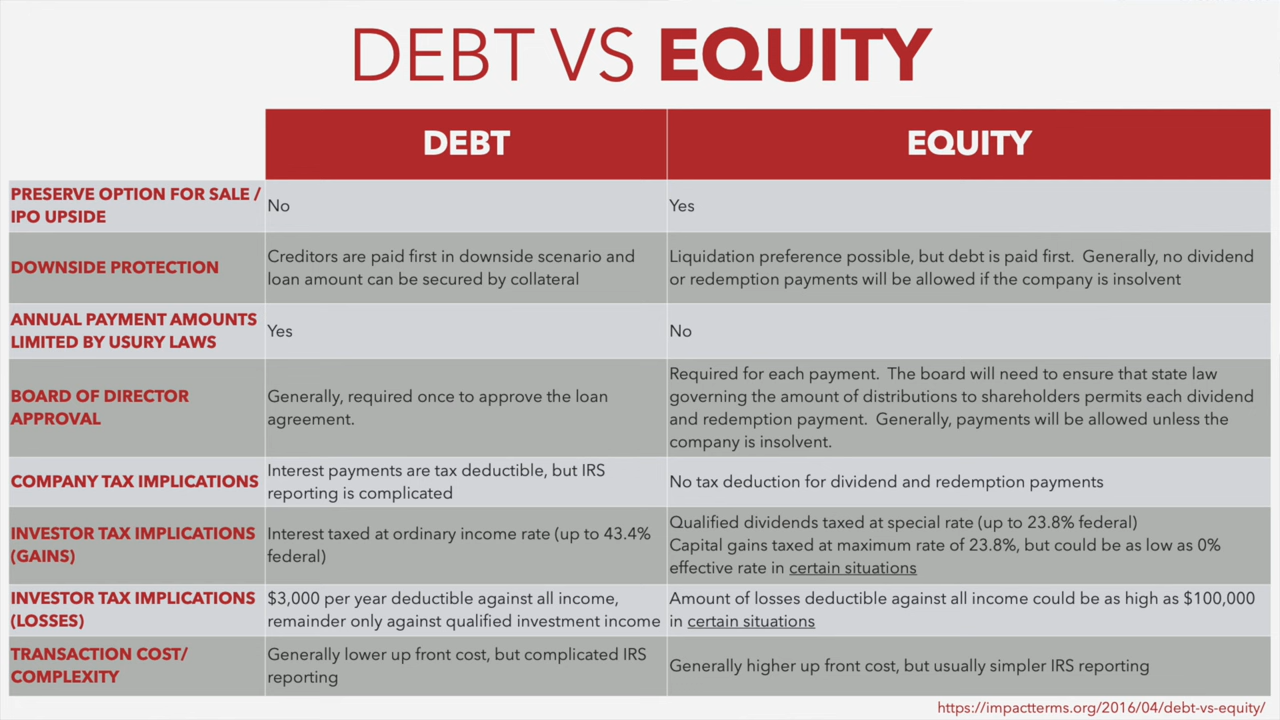 DEBT VS EQUITY
DEBT
EQUITY
PRESERVE OPTION FOR SALE /
IPO UPSIDE
No
Yes
DOWNSIDE PROTECTION
Creditors are paid first in downside scenario and
loan amount can be secured by collateral
Liquidation preference possible, but debt is paid first. Generally, no dividend
or redemption payments will be allowed if the company is insolvent
ANNUAL PAYMENT AMOUNTS
LIMITED BY USURY LAWS
Yes
No
BOARD OF DIRECTOR
APPROVAL
Generally, required once to approve the loan
agreement.
Required for each payment. The board will need to ensure that state law
governing the amount of distributions to shareholders permits each dividend
and redemption payment. Generally, payments will be allowed unless the
company is insolvent.
COMPANY TAX IMPLICATIONS
Interest payments are tax deductible, but IRS
reporting is complicated
No tax deduction for dividend and redemption payments
INVESTOR TAX IMPLICATIONS
(GAINS)
Interest taxed at ordinary income rate (up to 43.4%
federal)
Qualified dividends taxed at special rate (up to 23.8% federal)
Capital gains taxed at maximum rate of 23.8%, but could be as low as 0%
effective rate in certain situations
INVESTOR TAX IMPLICATIONS
(LOSSES)
$3,000 per year deductible against all income,
remainder only against qualified investment income
Amount of losses deductible against all income could be as high as $100,000
in certain situations
TRANSACTION COST/
COMPLEXITY
Generally lower up front cost, but complicated IRS
reporting
Generally higher up front cost, but usually simpler IRS reporting
https://impactterms.org/2016/04/debt-vs-equity/